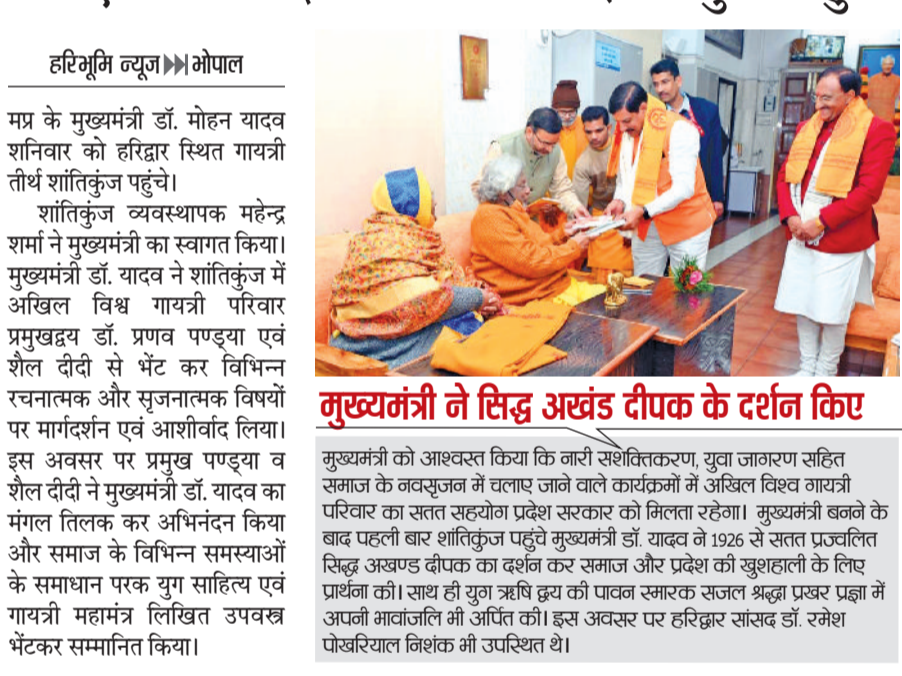 हरिभूमि न्यूज भोपाल
मप्र के मुख्यमंत्री डॉ. मोहन यादव
शनिवार को हरिद्वार स्थित गायत्री
तीर्थ शांतिकुंज पहुंचे।
शांतिकुंज व्यवस्थापक महेन्द्र
शर्मा ने मुख्यमंत्री का स्वागत किया।
मुख्यमंत्री डॉ. यादव ने शांतिकुंज में
अखिल विश्व गायत्री परिवार
प्रमुखद्वय डॉ. प्रणव पण्ड्या एवं
शैल दीदी से भेंट कर विभिन्न
रचनात्मक और सृजनात्मक विषयों
पर मार्गदर्शन एवं आशीर्वाद लिया।
इस अवसर पर प्रमुख पण्ड्या व
शैल दीदी ने मुख्यमंत्री डॉ. यादव का
मंगल तिलक कर अभिनंदन किया
और समाज के विभिन्न समस्याओं
के समाधान परक युग साहित्य एवं
गायत्री महामंत्र लिखित उपवस्त्र
भेंटकर सम्मानित किया।
मुख्यमंत्री ने सिद्ध अखंड दीपक के दर्शन किए
मुख्यमंत्री को आश्वस्त किया कि नारी सशक्तिकरण, युवा जागरण सहित
समाज के नवसृजन में चलाए जाने वाले कार्यक्रमों में अखिल विश्व गायत्री
परिवार का सतत सहयोग प्रदेश सरकार को मिलता रहेगा। मुख्यमंत्री बनने के
बाद पहली बार शांतिकुंज पहुंचे मुख्यमंत्री डॉ. यादव ने 1926 से सतत प्रज्वलित
सिद्ध अखण्ड दीपक का दर्शन कर समाज और प्रदेश की खुशहाली के लिए
प्रार्थना की। साथ ही युग ऋषि द्वय की पावन स्मारक सजल श्रद्धा प्रखर प्रज्ञा में
अपनी भावांजलि भी अर्पित की। इस अवसर पर हरिद्वार सांसद डॉ. रमेश
पोखरियाल निशंक भी उपस्थित थे।